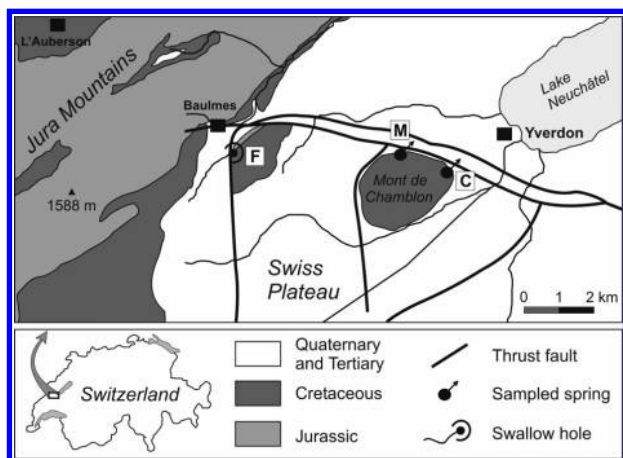 L'Auberson
Jura Mountains
Baulmes
Lake
Neuchâtel
Yverdon
M
F
Mont de
Chamblon
C
1588 m
Swiss
Plateau
0 1 2 km
Switzerland
Quaternary
and Tertiary
Cretaceous
Jurassic
Thrust fault
Sampled spring
Swallow hole